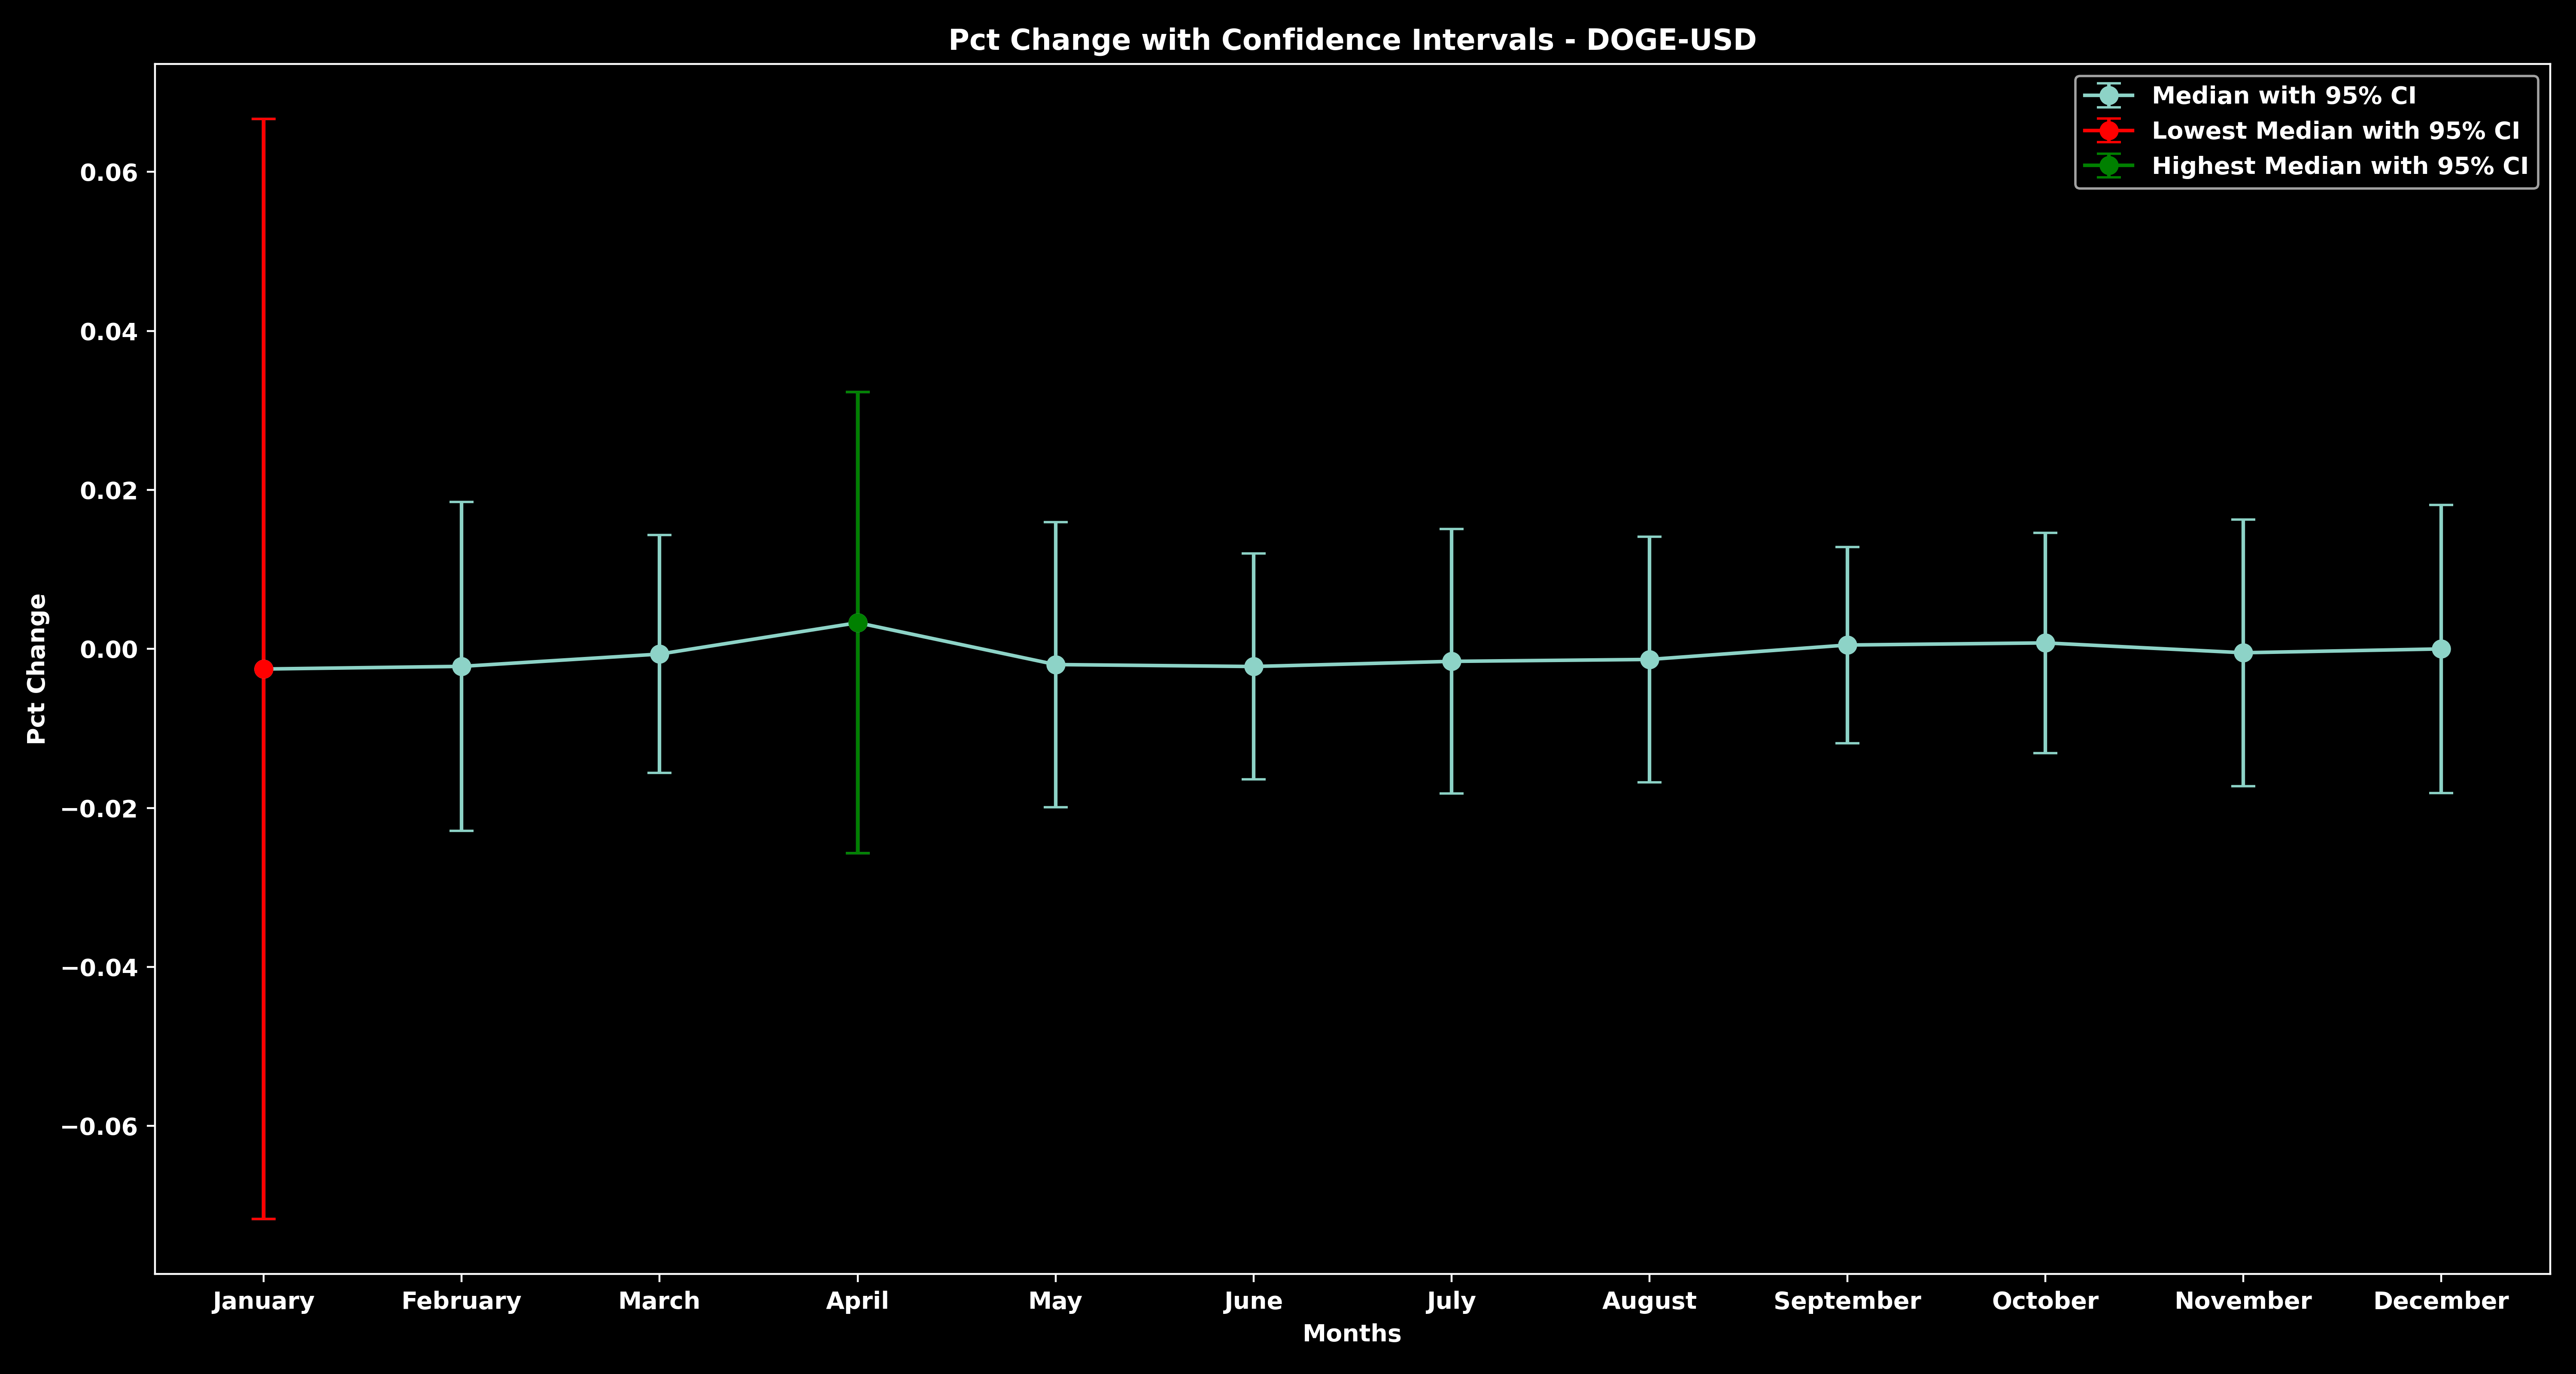 Pct Change with Confidence Intervals - DOGE-USD
Median with 95% CI
Lowest Median with 95% CI
Highest Median with 95% CI
0.06
0.04
0.02
0.00
−0.02
−0.04
−0.06
Pct Change
January February March April May June July August September October November December
Months